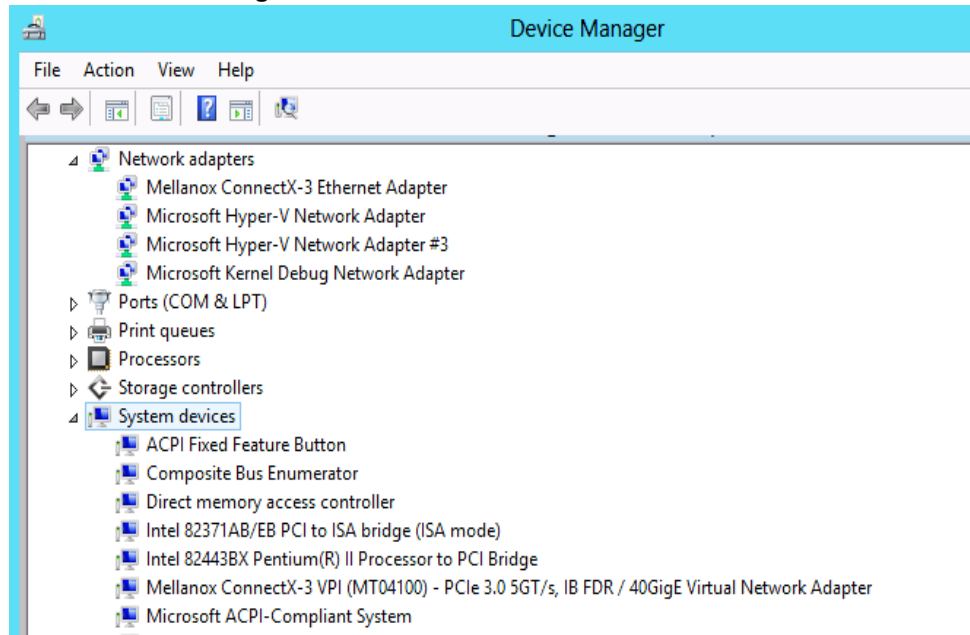 Device Manager
File Action View Help
Network adapters
Mellanox ConnectX-3 Ethernet Adapter
Microsoft Hyper-V Network Adapter
Microsoft Hyper-V Network Adapter #3
Microsoft Kernel Debug Network Adapter
Ports (COM & LPT)
Print queues
Processors
Storage controllers
System devices
ACPI Fixed Feature Button
Composite Bus Enumerator
Direct memory access controller
Intel 82371AB/EB PCI to ISA bridge (ISA mode)
Intel 82443BX Pentium(R) II Processor to PCI Bridge
Mellanox ConnectX-3 VPI (MT04100) - PCIe 3.0 5GT/s, IB FDR / 40GigE Virtual Network Adapter
Microsoft ACPI-Compliant System